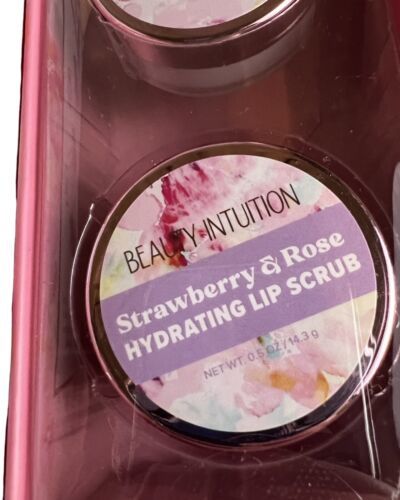 BEAUTY INTUITION
Strawberry & Rose
HYDRATING LIP SCRUB
NET WT. 0.5 OZ / 14.3 g